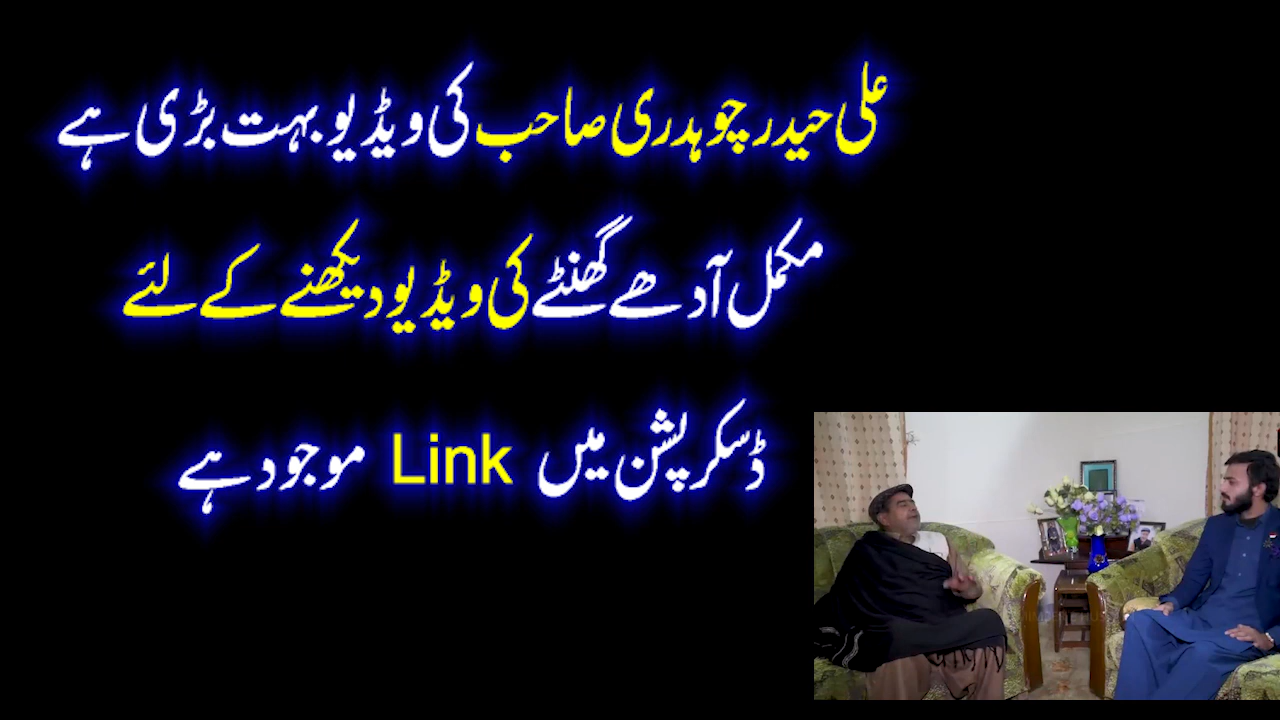 علی حیدر چوہدری صاحب کی ویڈیو بہت بڑی ہے
مکمل آدھے گھنٹے کی ویڈیو دیکھنے کے لئے
ڈسکرپشن میں Link موجود ہے